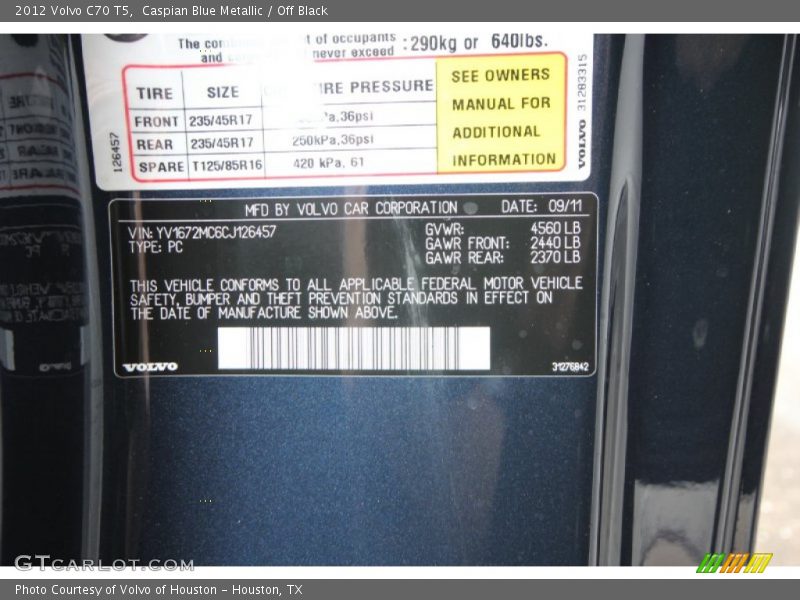 2012 Volvo C70 T5, Caspian Blue Metallic / Off Black
The of occupants
and never exceed : 290kg or 640lbs.
TIRE SIZE TIRE PRESSURE
FRONT 235/45R17 36psi
REAR 235/45R17 250kPa,36psi
SPARE T125/85R16 420 kPa, 61
SEE OWNERS
MANUAL FOR
ADDITIONAL
INFORMATION
126457
VOLVO 31283315
MFD BY VOLVO CAR CORPORATION DATE: 09/11
VIN: YV1672MC6CJ126457 GVWR: 4560 LB
TYPE: PC GAWR FRONT: 2440 LB
GAWR REAR: 2370 LB
THIS VEHICLE CONFORMS TO ALL APPLICABLE FEDERAL MOTOR VEHICLE
SAFETY, BUMPER AND THEFT PREVENTION STANDARDS IN EFFECT ON
THE DATE OF MANUFACTURE SHOWN ABOVE.
VOLVO 31276842
GTCARLOT.COM
Photo Courtesy of Volvo of Houston - Houston, TX